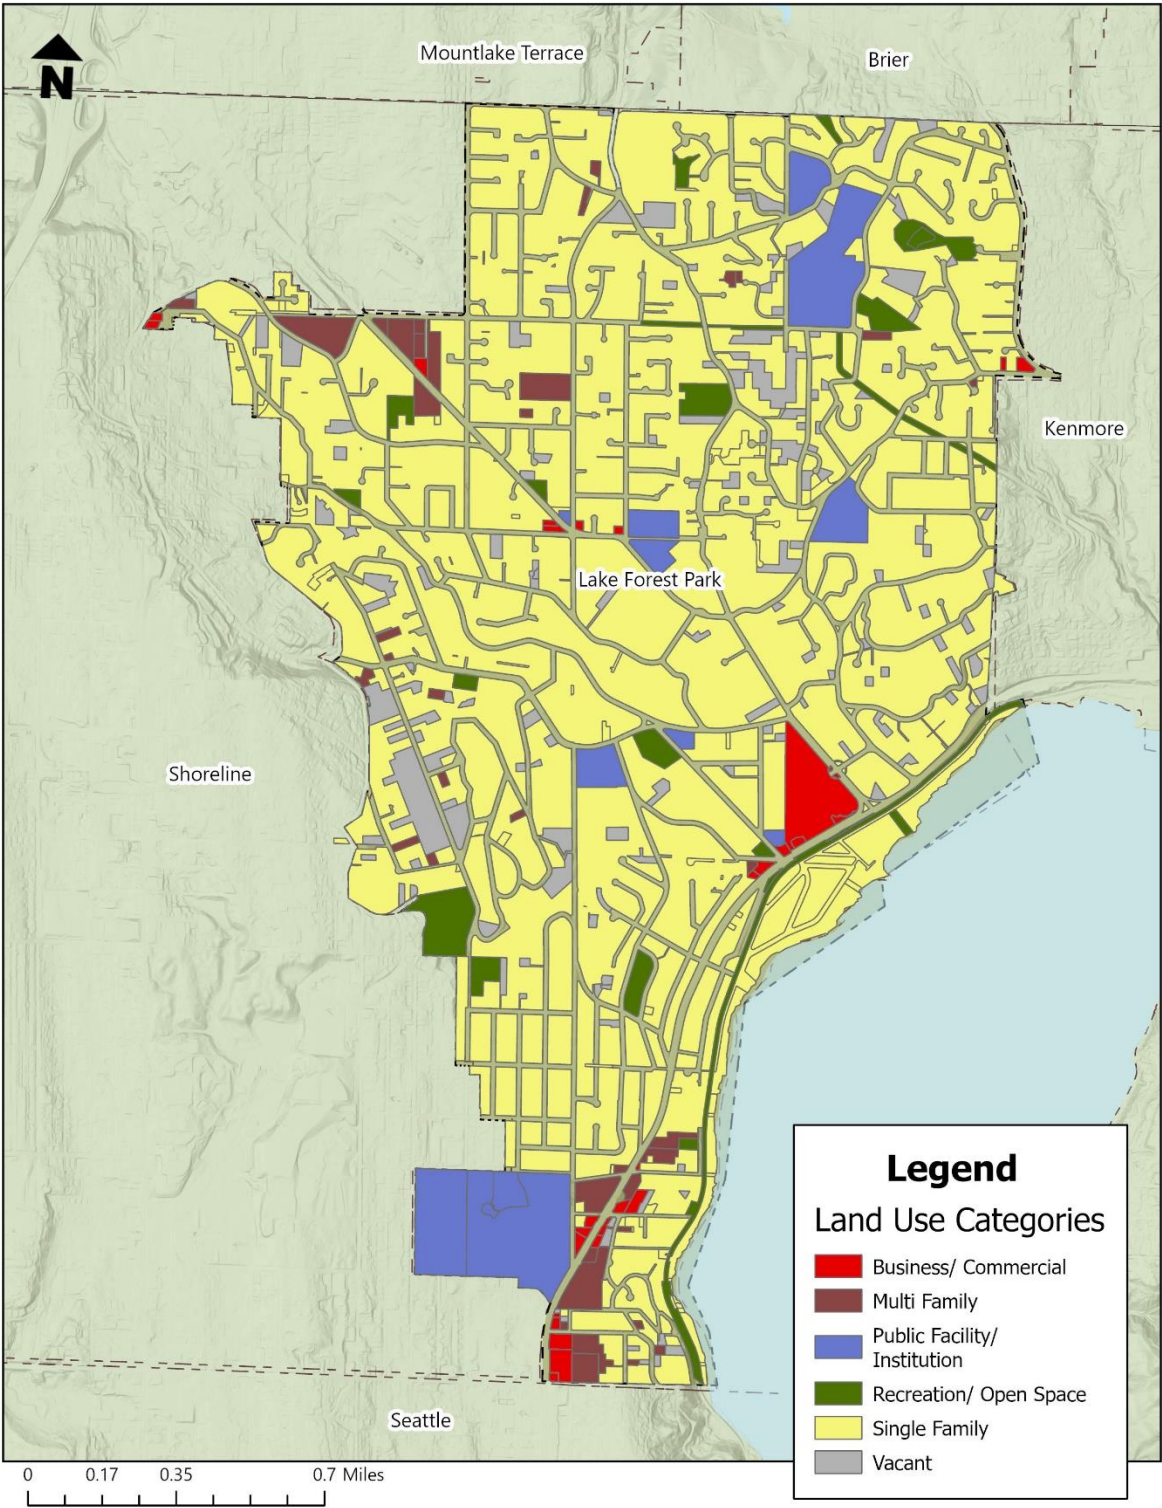 Mountlake Terrace
Brier
N
Kenmore
Lake Forest Park
Shoreline
Seattle
Legend
Land Use Categories
Business/ Commercial
Multi Family
Public Facility/
Institution
Recreation/ Open Space
Single Family
Vacant
0 0.17 0.35 0.7 Miles